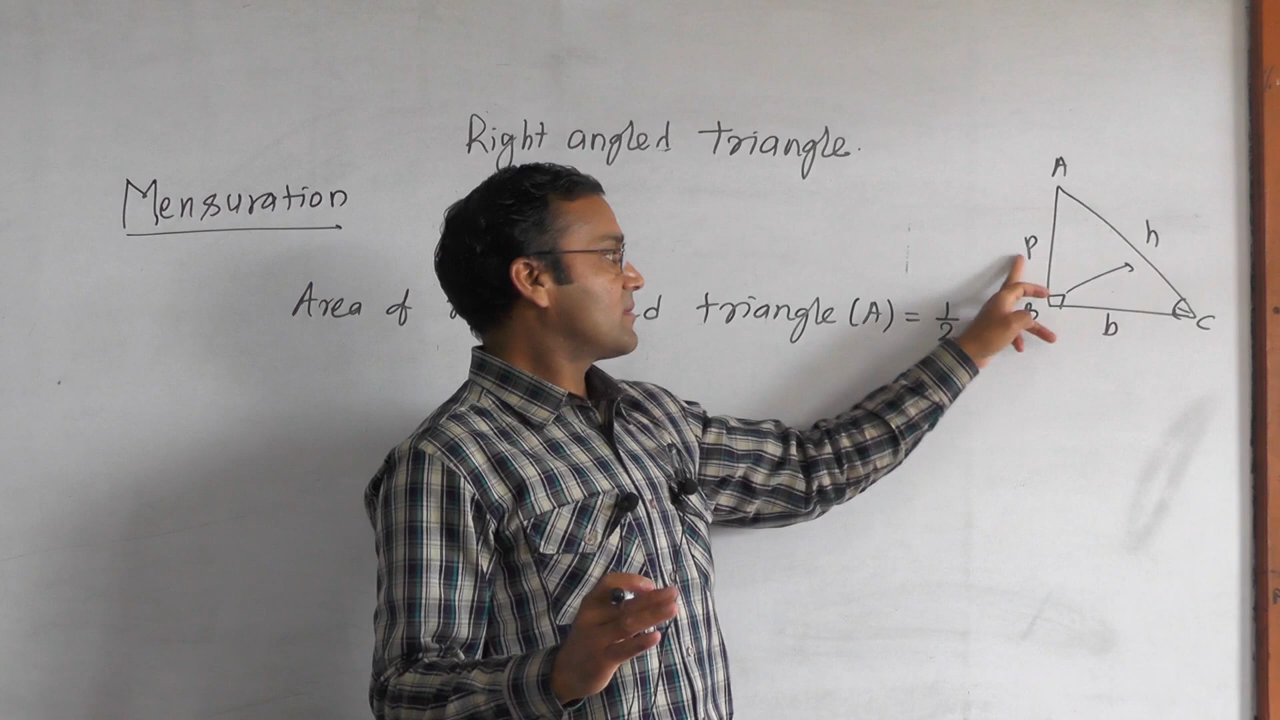 Right angled triangle.
Mensuration
Area of
d triangle (A) = 1/2
A
P
h
B
b
C